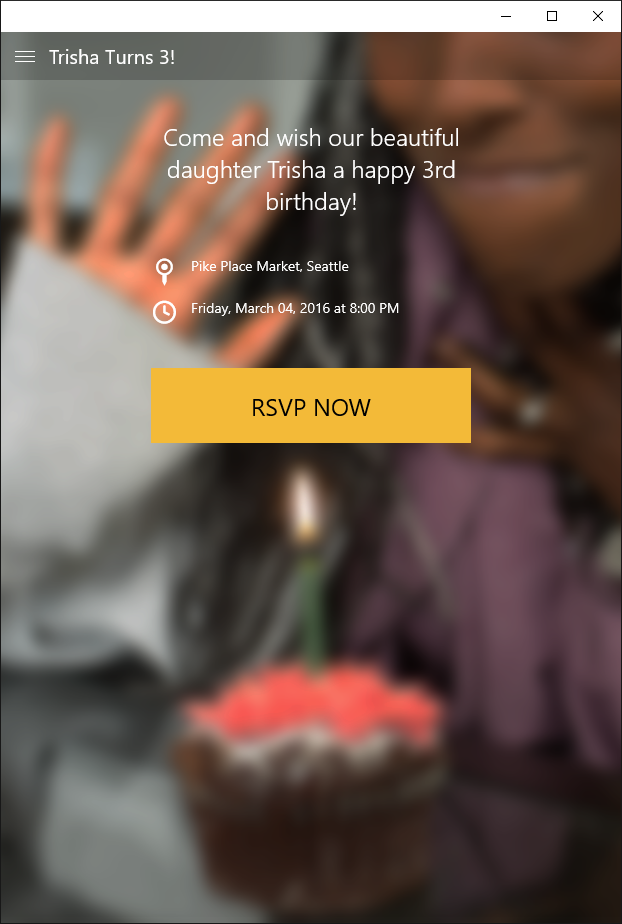 Trisha Turns 3!
Come and wish our beautiful
daughter Trisha a happy 3rd
birthday!
Pike Place Market, Seattle
Friday, March 04, 2016 at 8:00 PM
RSVP NOW